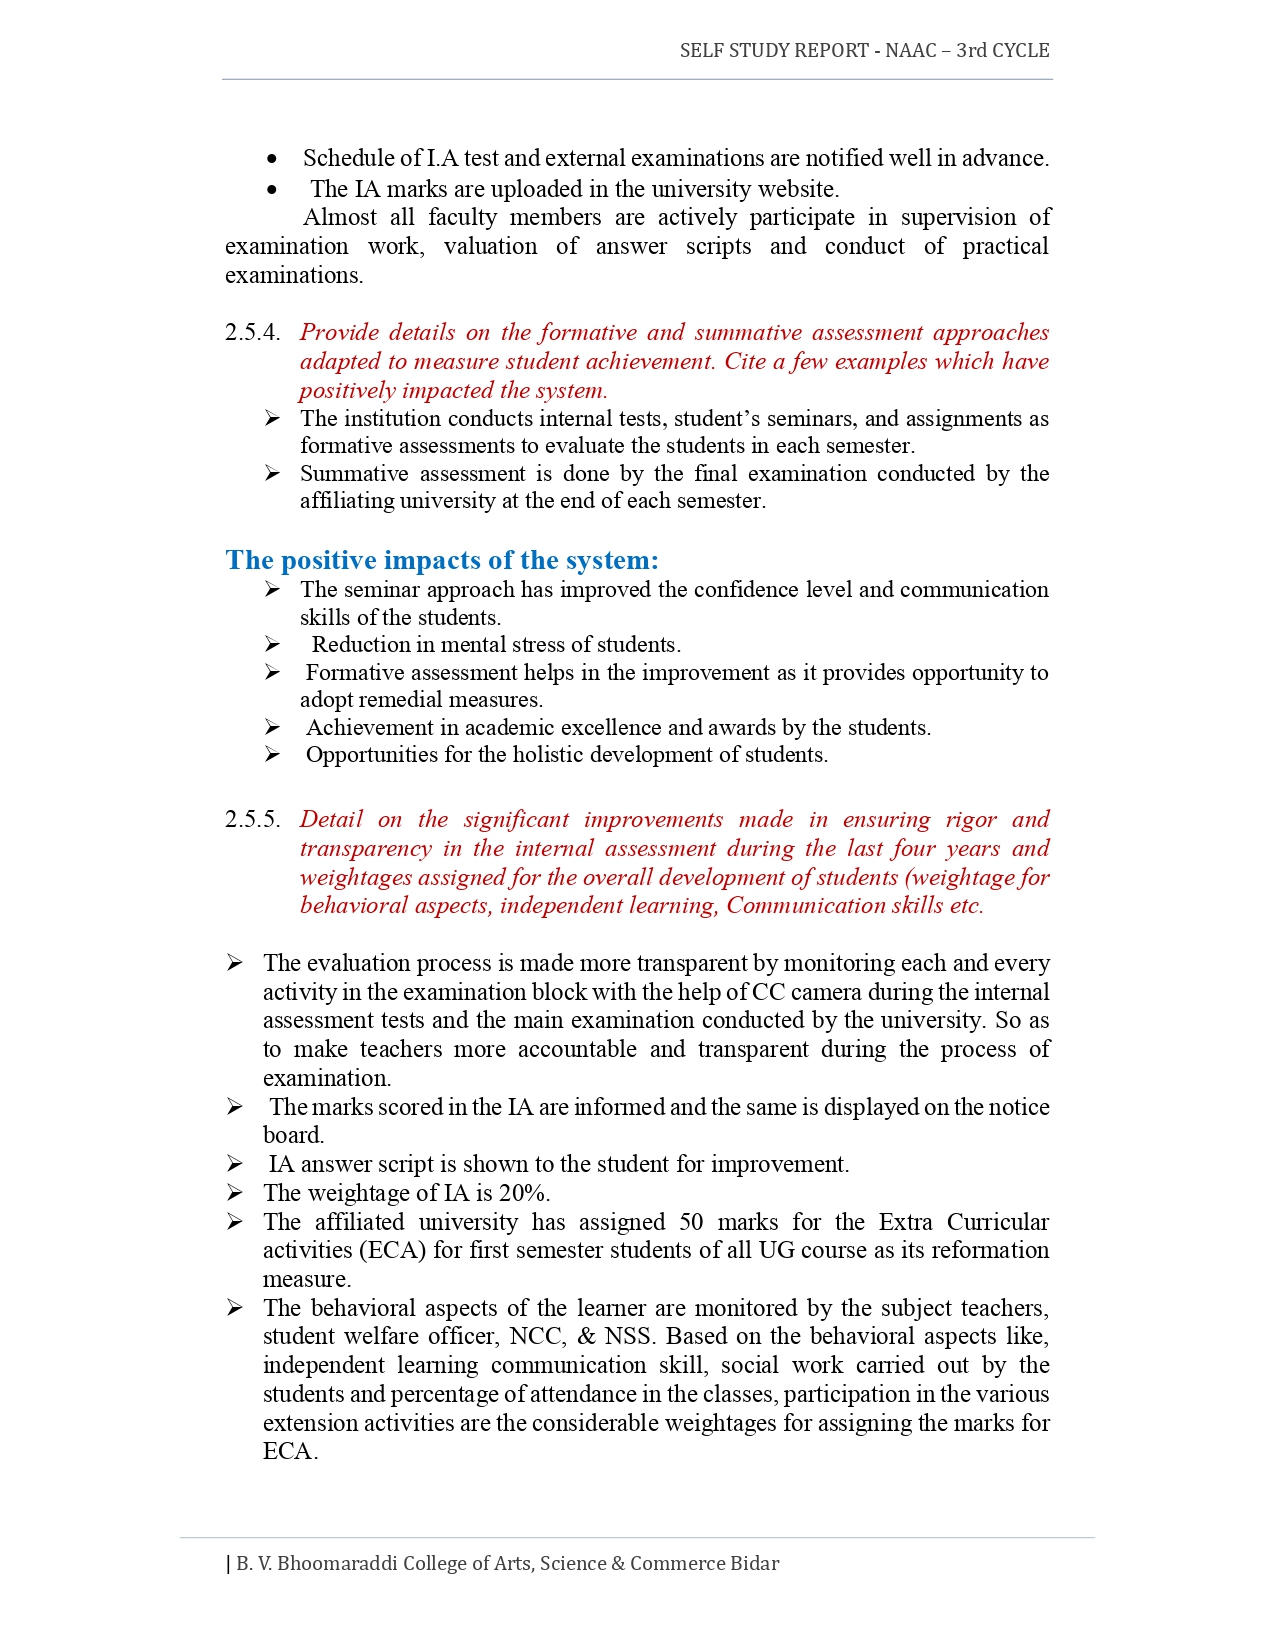 SELF STUDY REPORT - NAAC – 3rd CYCLE
• Schedule of I.A test and external examinations are notified well in advance.
• The IA marks are uploaded in the university website.
Almost all faculty members are actively participate in supervision of
examination work, valuation of answer scripts and conduct of practical
examinations.
2.5.4. Provide details on the formative and summative assessment approaches
adapted to measure student achievement. Cite a few examples which have
positively impacted the system.
➢ The institution conducts internal tests, student’s seminars, and assignments as
formative assessments to evaluate the students in each semester.
➢ Summative assessment is done by the final examination conducted by the
affiliating university at the end of each semester.
The positive impacts of the system:
➢ The seminar approach has improved the confidence level and communication
skills of the students.
➢ Reduction in mental stress of students.
➢ Formative assessment helps in the improvement as it provides opportunity to
adopt remedial measures.
➢ Achievement in academic excellence and awards by the students.
➢ Opportunities for the holistic development of students.
2.5.5. Detail on the significant improvements made in ensuring rigor and
transparency in the internal assessment during the last four years and
weightages assigned for the overall development of students (weightage for
behavioral aspects, independent learning, Communication skills etc.
➢ The evaluation process is made more transparent by monitoring each and every
activity in the examination block with the help of CC camera during the internal
assessment tests and the main examination conducted by the university. So as
to make teachers more accountable and transparent during the process of
examination.
➢ The marks scored in the IA are informed and the same is displayed on the notice
board.
➢ IA answer script is shown to the student for improvement.
➢ The weightage of IA is 20%.
➢ The affiliated university has assigned 50 marks for the Extra Curricular
activities (ECA) for first semester students of all UG course as its reformation
measure.
➢ The behavioral aspects of the learner are monitored by the subject teachers,
student welfare officer, NCC, & NSS. Based on the behavioral aspects like,
independent learning communication skill, social work carried out by the
students and percentage of attendance in the classes, participation in the various
extension activities are the considerable weightages for assigning the marks for
ECA.
| B. V. Bhoomaraddi College of Arts, Science & Commerce Bidar